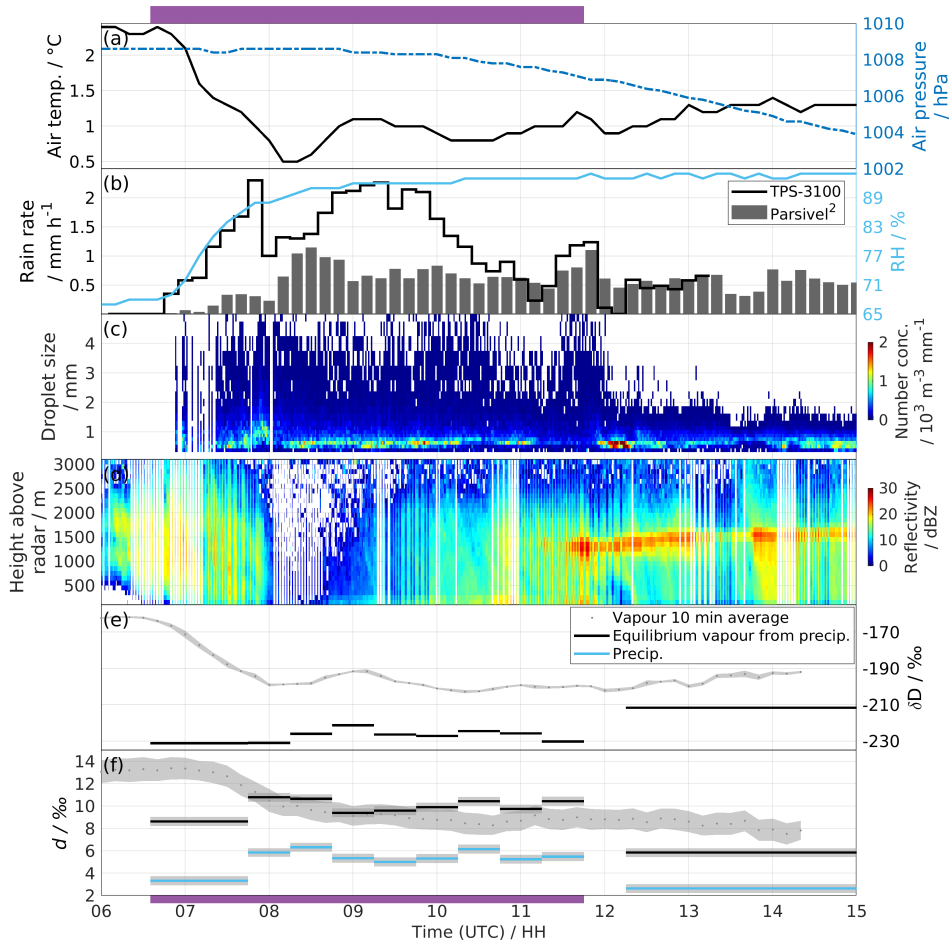 (a)
Air temp. / °C
2
1.5
1
0.5
1010
1008
1006
1004
1002
Air pressure
/ hPa
(b)
Rain rate
/ mm h-1
2
1.5
1
0.5
TPS-3100
Parsivel2
89
83
77
71
65
RH / %
(c)
Droplet size
/ mm
4
3
2
1
2
1
0
Number conc.
/ 10³ m-3 mm-1
(d)
Height above
radar / m
3000
2500
2000
1500
1000
500
30
20
10
0
Reflectivity
/ dBZ
(e)
Vapour 10 min average
Equilibrium vapour from precip.
Precip.
-170
-190
-210
-230
δD / ‰
(f)
d / ‰
14
12
10
8
6
4
2
06 07 08 09 10 11 12 13 14 15
Time (UTC) / HH